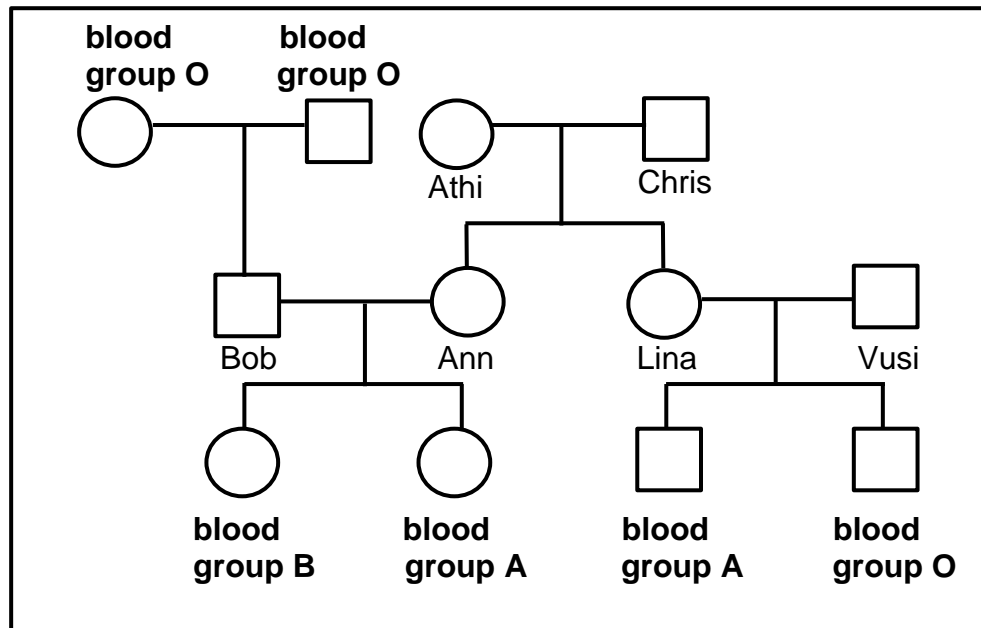 blood
group O
blood
group O
Athi
Chris
Bob
Ann
Lina
Vusi
blood
group B
blood
group A
blood
group A
blood
group O